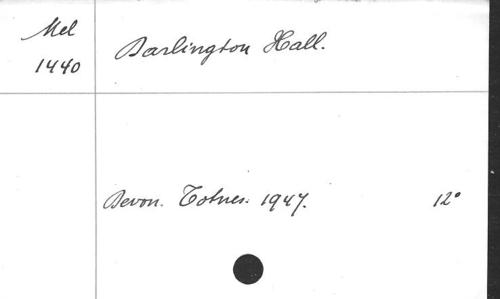 Mel
1440
Darlington Hall.
Devon. Totnes. 1947. 12°